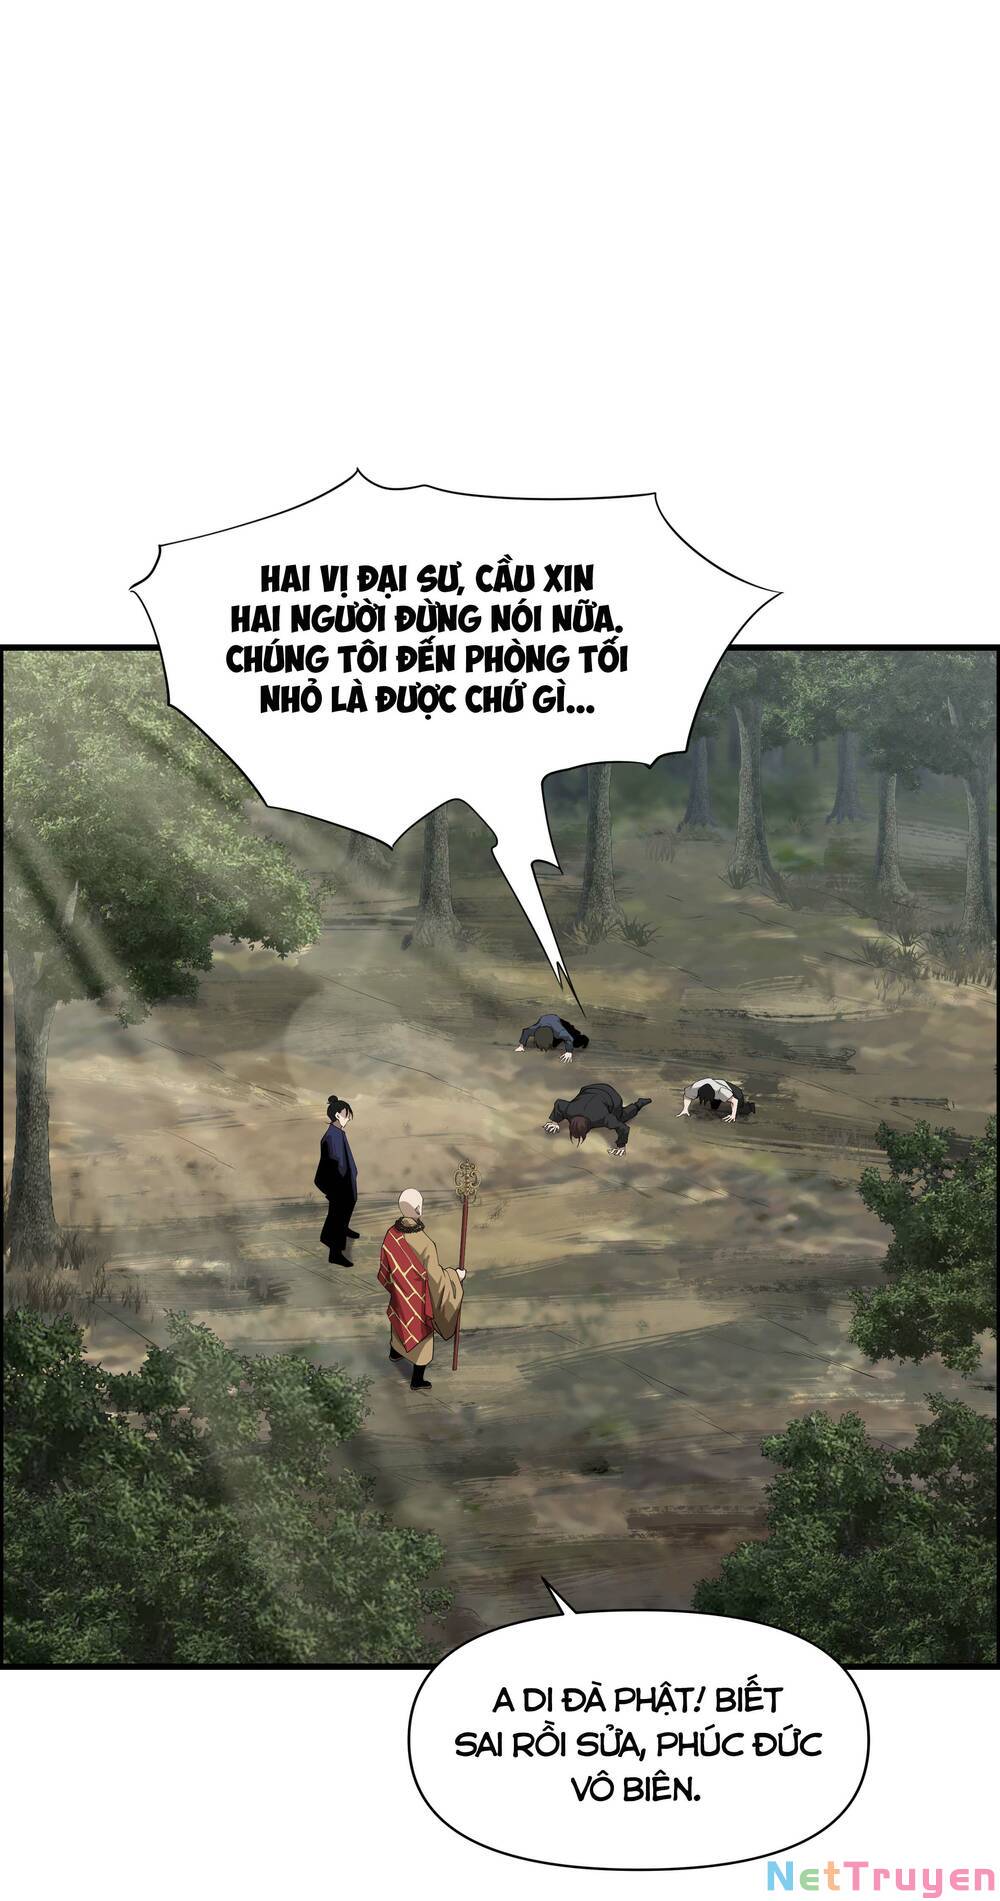 HAI VỊ ĐẠI SƯ, CẦU XIN
HAI NGƯỜI ĐỪNG NÓI NỮA.
CHÚNG TÔI ĐẾN PHÒNG TỐI
NHỎ LÀ ĐƯỢC CHỨ GÌ...
A DI ĐÀ PHẬT! BIẾT
SAI RỒI SỬA, PHÚC ĐỨC
VÔ BIÊN.
NetTruyen